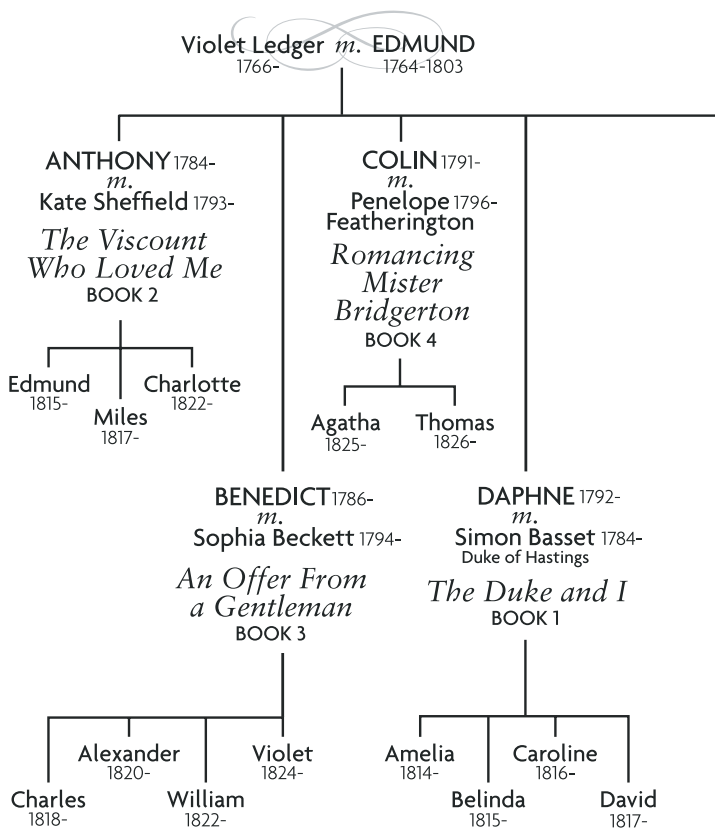 Violet Ledger m. EDMUND
1766- 1764-1803
ANTHONY 1784-
m.
Kate Sheffield 1793-
The Viscount
Who Loved Me
BOOK 2
Edmund
1815-
Miles
1817-
Charlotte
1822-
COLIN 1791-
m.
Penelope 1796-
Featherington
Romancing
Mister
Bridgerton
BOOK 4
Agatha
1825-
Thomas
1826-
BENEDICT 1786-
m.
Sophia Beckett 1794-
An Offer From
a Gentleman
BOOK 3
Charles
1818-
Alexander
1820-
William
1822-
Violet
1824-
DAPHNE 1792-
m.
Simon Basset 1784-
Duke of Hastings
The Duke and I
BOOK 1
Amelia
1814-
Belinda
1815-
Caroline
1816-
David
1817-